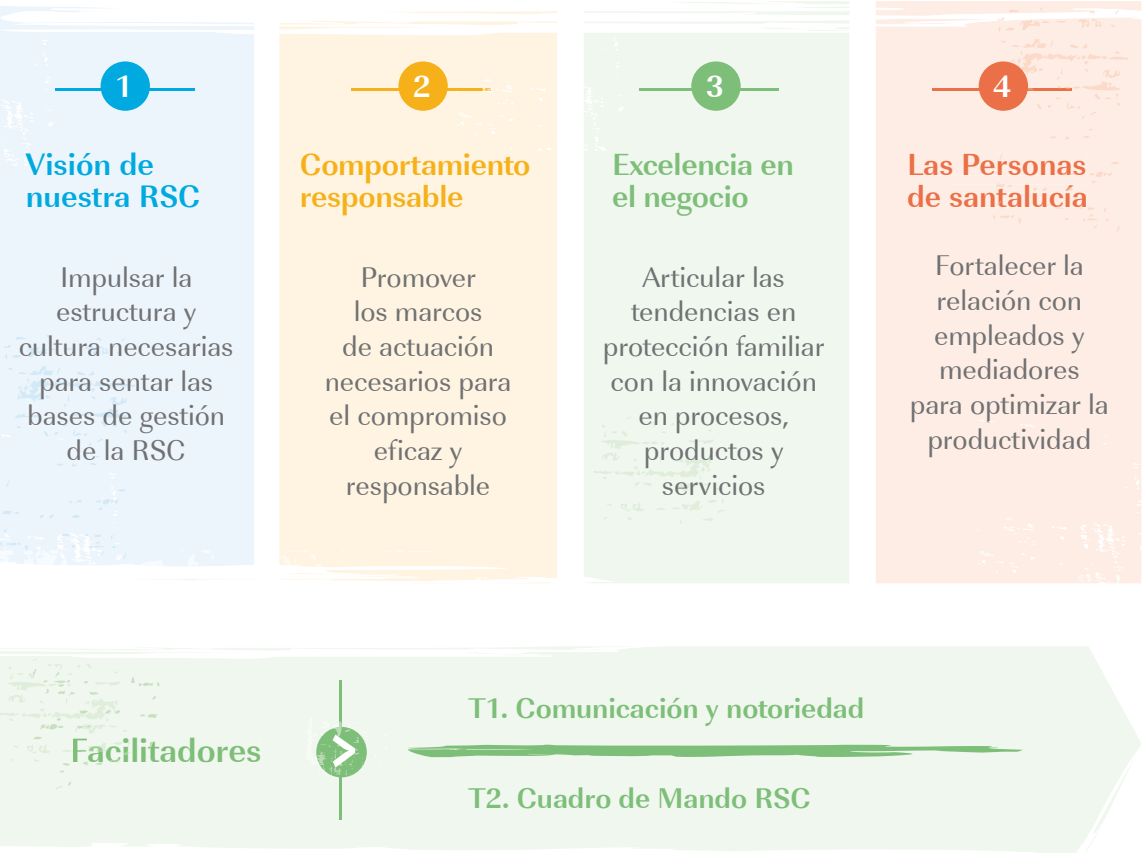 1
Visión de
nuestra RSC
Impulsar la
estructura y
cultura necesarias
para sentar las
bases de gestión
de la RSC
2
Comportamiento
responsable
Promover
los marcos
de actuación
necesarios para
el compromiso
eficaz y
responsable
3
Excelencia en
el negocio
Articular las
tendencias en
protección familiar
con la innovación
en procesos,
productos y
servicios
4
Las Personas
de santalucía
Fortalecer la
relación con
empleados y
mediadores
para optimizar la
productividad
Facilitadores
T1. Comunicación y notoriedad
T2. Cuadro de Mando RSC